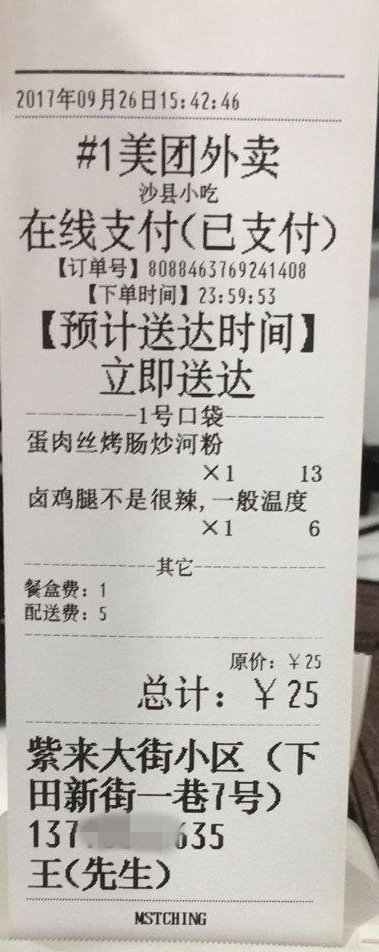 2017年09月26日15:42:46
#1美团外卖
沙县小吃
在线支付(已支付)
【订单号】8088463769241408
【下单时间】23:59:53
【预计送达时间】
立即送达
1号口袋
蛋肉丝烤肠炒河粉
×1 13
卤鸡腿不是很辣,一般温度
×1 6
其它
餐盒费:1
配送费:5
原价:¥25
总计:¥25
紫来大街小区(下
田新街一巷7号)
137 635
王(先生)
MSTCHING